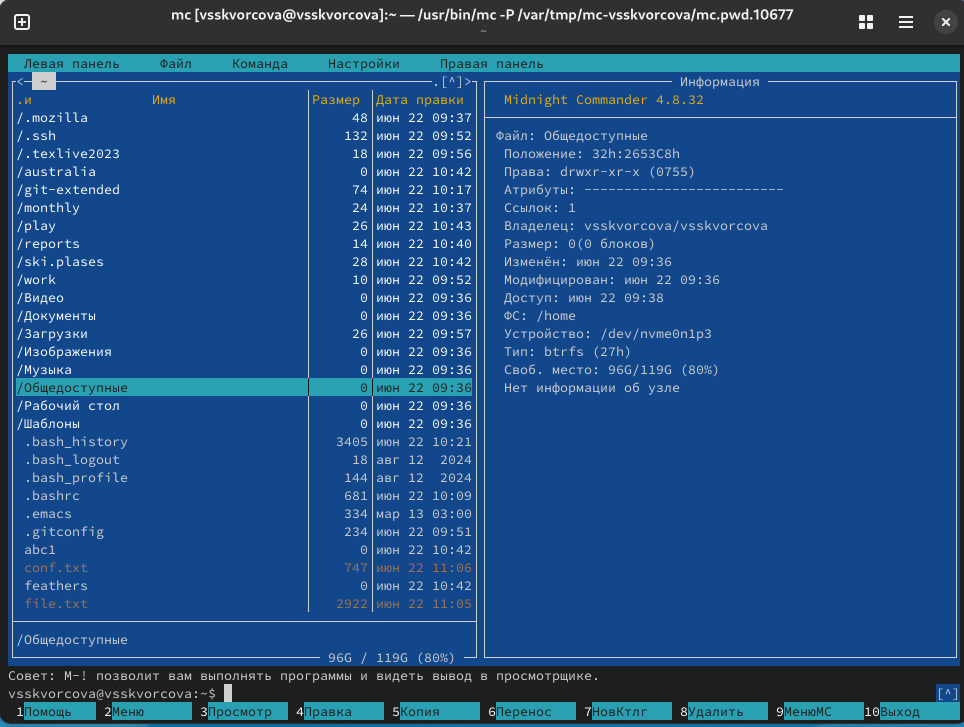 mc [vsskvorcova@vsskvorcova]:~ — /usr/bin/mc -P /var/tmp/mc-vsskvorcova/mc.pwd.10677
~
Левая панель Файл Команда Настройки Правая панель
<- ~ .[^]>
.и Имя Размер Дата правки
/.mozilla 48 июн 22 09:37
/.ssh 132 июн 22 09:52
/.texlive2023 18 июн 22 09:56
/australia 0 июн 22 10:42
/git-extended 74 июн 22 10:17
/monthly 24 июн 22 10:37
/play 26 июн 22 10:43
/reports 14 июн 22 10:40
/ski.plases 28 июн 22 10:42
/work 10 июн 22 09:52
/Видео 0 июн 22 09:36
/Документы 0 июн 22 09:36
/Загрузки 26 июн 22 09:57
/Изображения 0 июн 22 09:36
/Музыка 0 июн 22 09:36
/Общедоступные 0 июн 22 09:36
/Рабочий стол 0 июн 22 09:36
/Шаблоны 0 июн 22 09:36
.bash_history 3405 июн 22 10:21
.bash_logout 18 авг 12 2024
.bash_profile 144 авг 12 2024
.bashrc 681 июн 22 10:09
.emacs 334 мар 13 03:00
.gitconfig 234 июн 22 09:51
abc1 0 июн 22 10:42
conf.txt 747 июн 22 11:06
feathers 0 июн 22 10:42
file.txt 2922 июн 22 11:05
/Общедоступные
96G / 119G (80%)
Информация
Midnight Commander 4.8.32
Файл: Общедоступные
Положение: 32h:2653C8h
Права: drwxr-xr-x (0755)
Атрибуты: -------------------------
Ссылок: 1
Владелец: vsskvorcova/vsskvorcova
Размер: 0(0 блоков)
Изменён: июн 22 09:36
Модифицирован: июн 22 09:36
Доступ: июн 22 09:38
ФС: /home
Устройство: /dev/nvme0n1p3
Тип: btrfs (27h)
Своб. место: 96G/119G (80%)
Нет информации об узле
Совет: M-! позволит вам выполнять программы и видеть вывод в просмотрщике.
vsskvorcova@vsskvorcova:~$ [^]
1Помощь 2Меню 3Просмотр 4Правка 5Копия 6Перенос 7НовКтлг 8Удалить 9МенюMC 10Выход